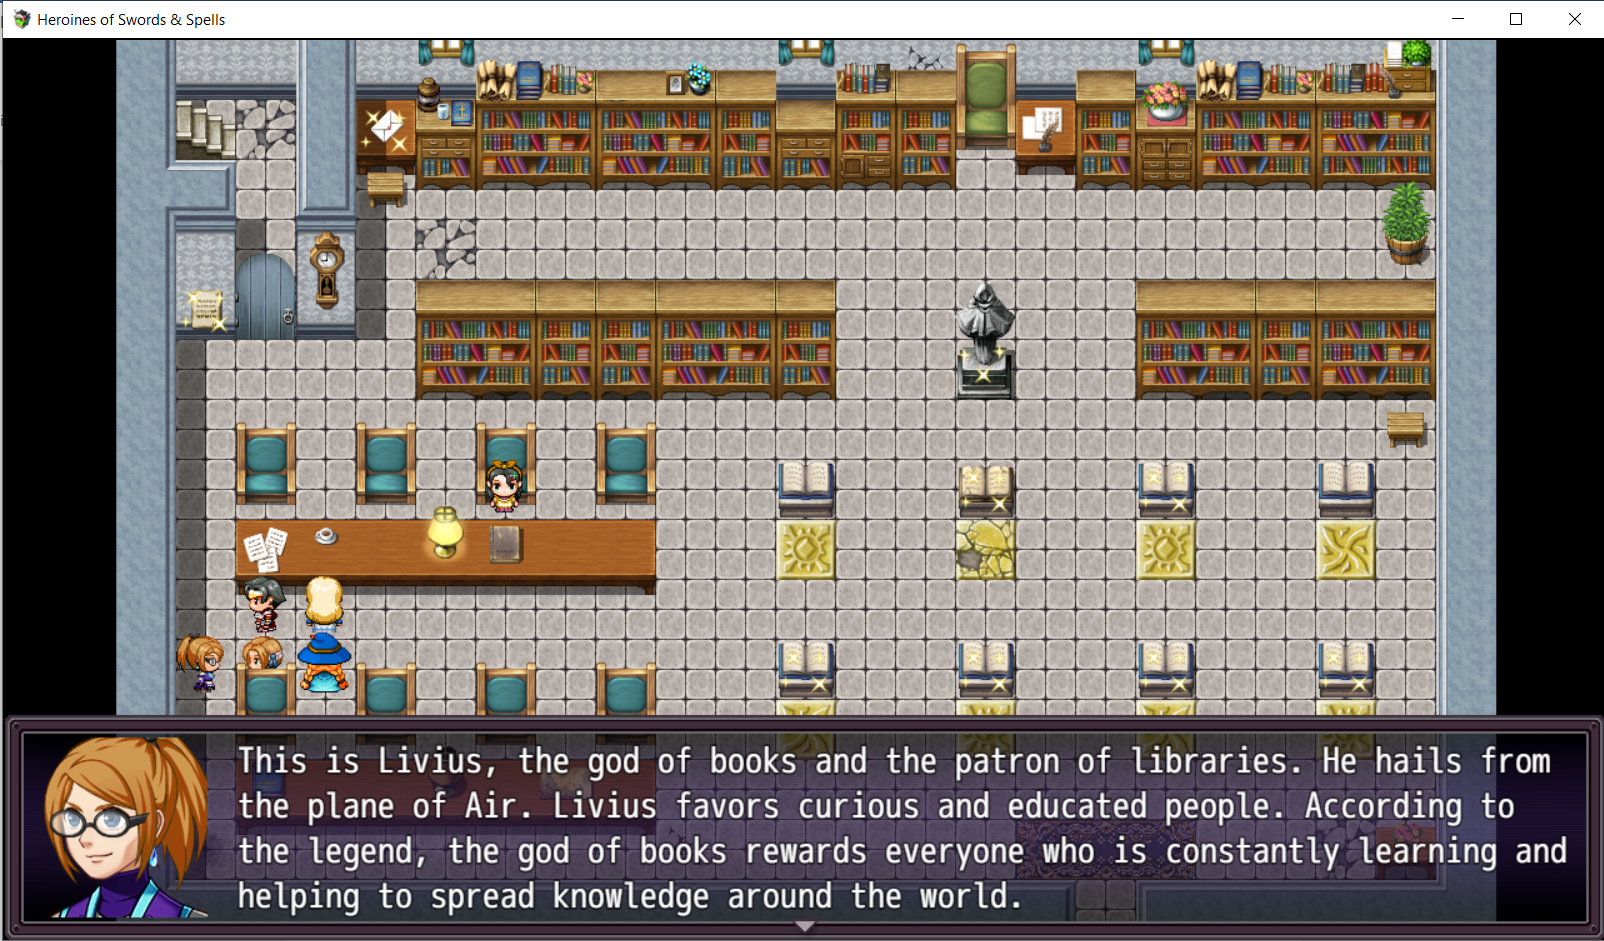 Heroines of Swords & Spells
This is Livius, the god of books and the patron of libraries. He hails from
the plane of Air. Livius favors curious and educated people. According to
the legend, the god of books rewards everyone who is constantly learning and
helping to spread knowledge around the world.